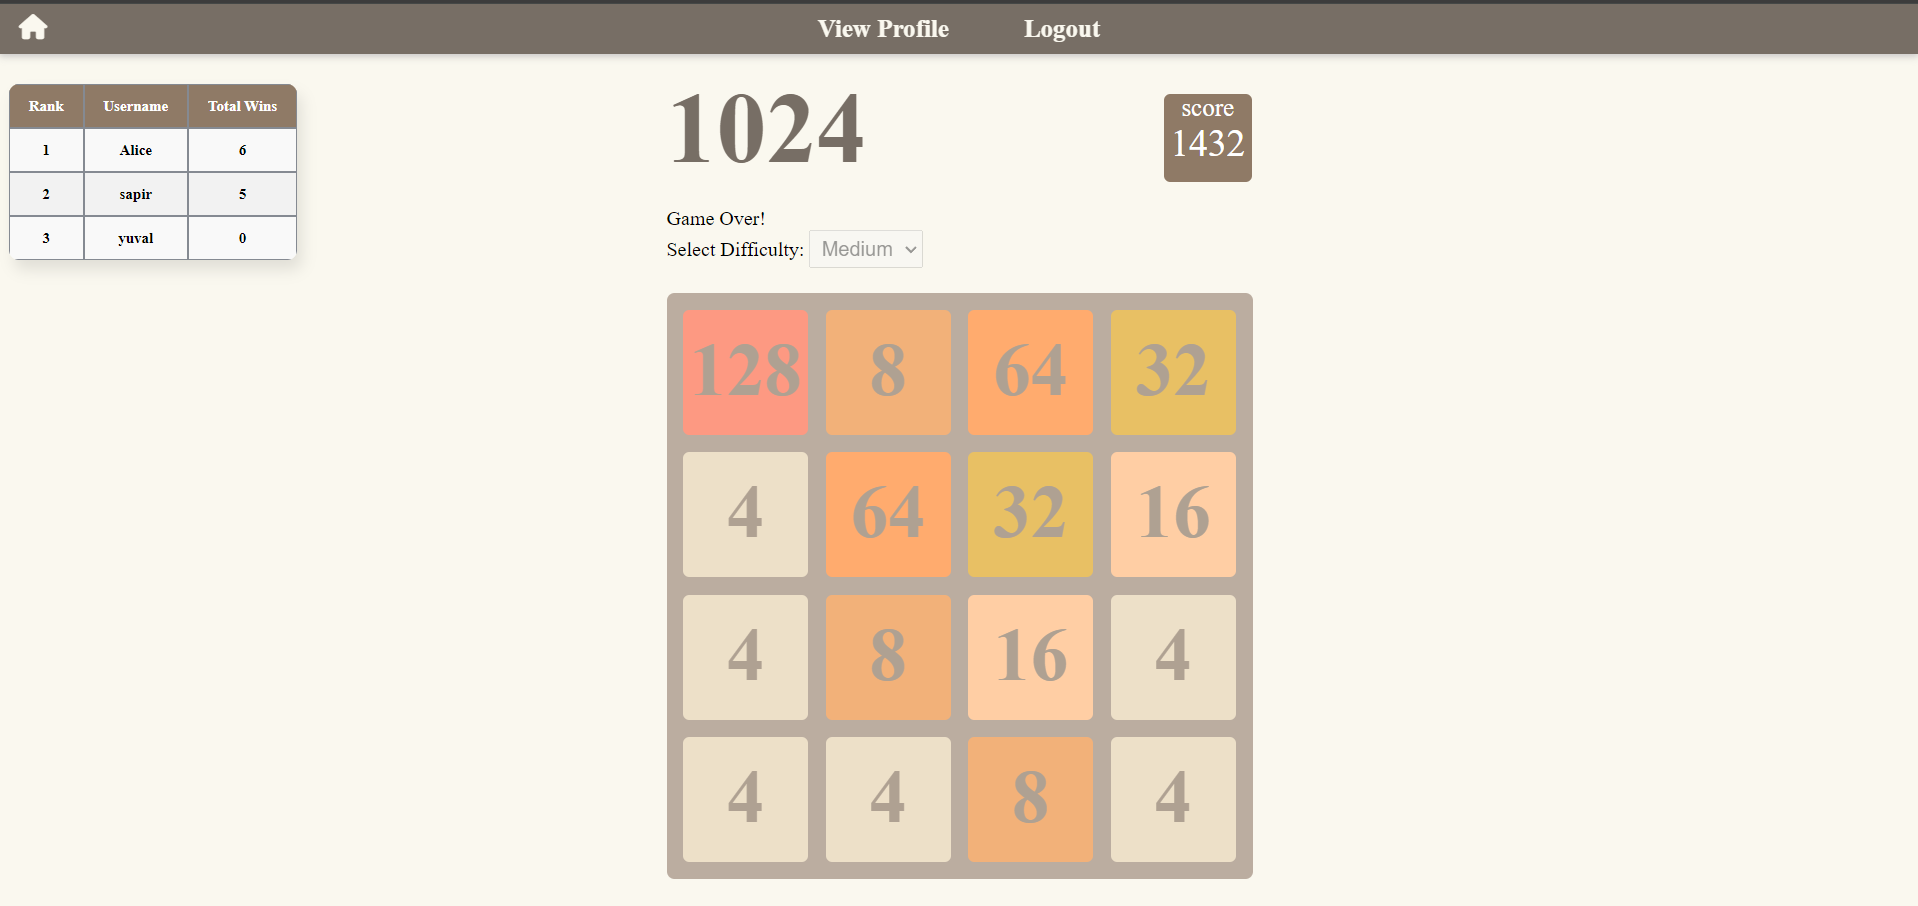 View Profile Logout
Rank Username Total Wins
1 Alice 6
2 sapir 5
3 yuval 0
1024
score
1432
Game Over!
Select Difficulty: Medium
128 8 64 32
4 64 32 16
4 8 16 4
4 4 8 4